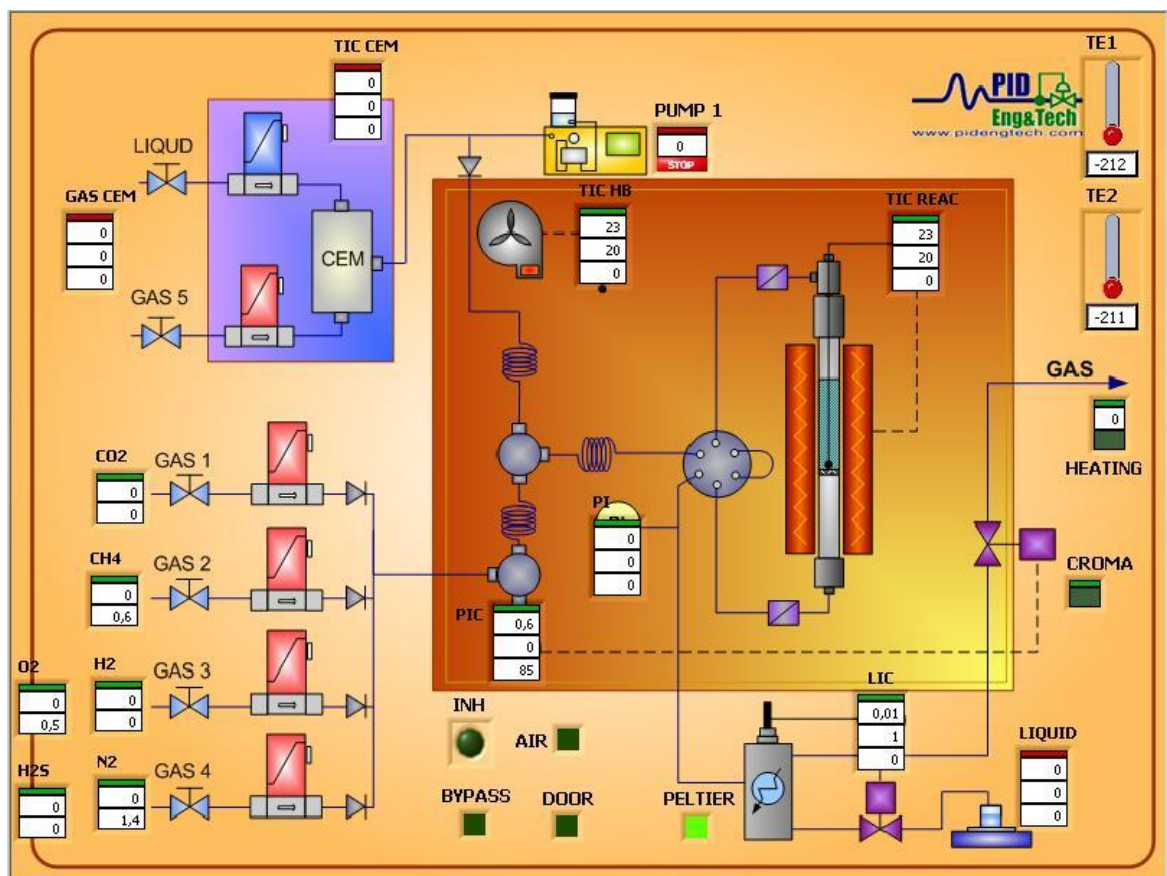 TIC CEM
0
0
0
PID
Eng&Tech
www.pidengtech.com
TE1
-212
LIQUD
GAS CEM
0
0
0
CEM
GAS 5
PUMP 1
0
STOP
TIC HB
23
20
0
TIC REAC
23
20
0
TE2
-211
GAS
0
HEATING
CO2
0
0
GAS 1
CH4
0
0,6
GAS 2
PI
0
0
0
CROMA
PIC
0,6
0
85
O2
0
0,5
H2
0
0
GAS 3
H2S
0
0
N2
0
1,4
GAS 4
INH
AIR
BYPASS
DOOR
PELTIER
LIC
0,01
1
0
LIQUID
0
0
0